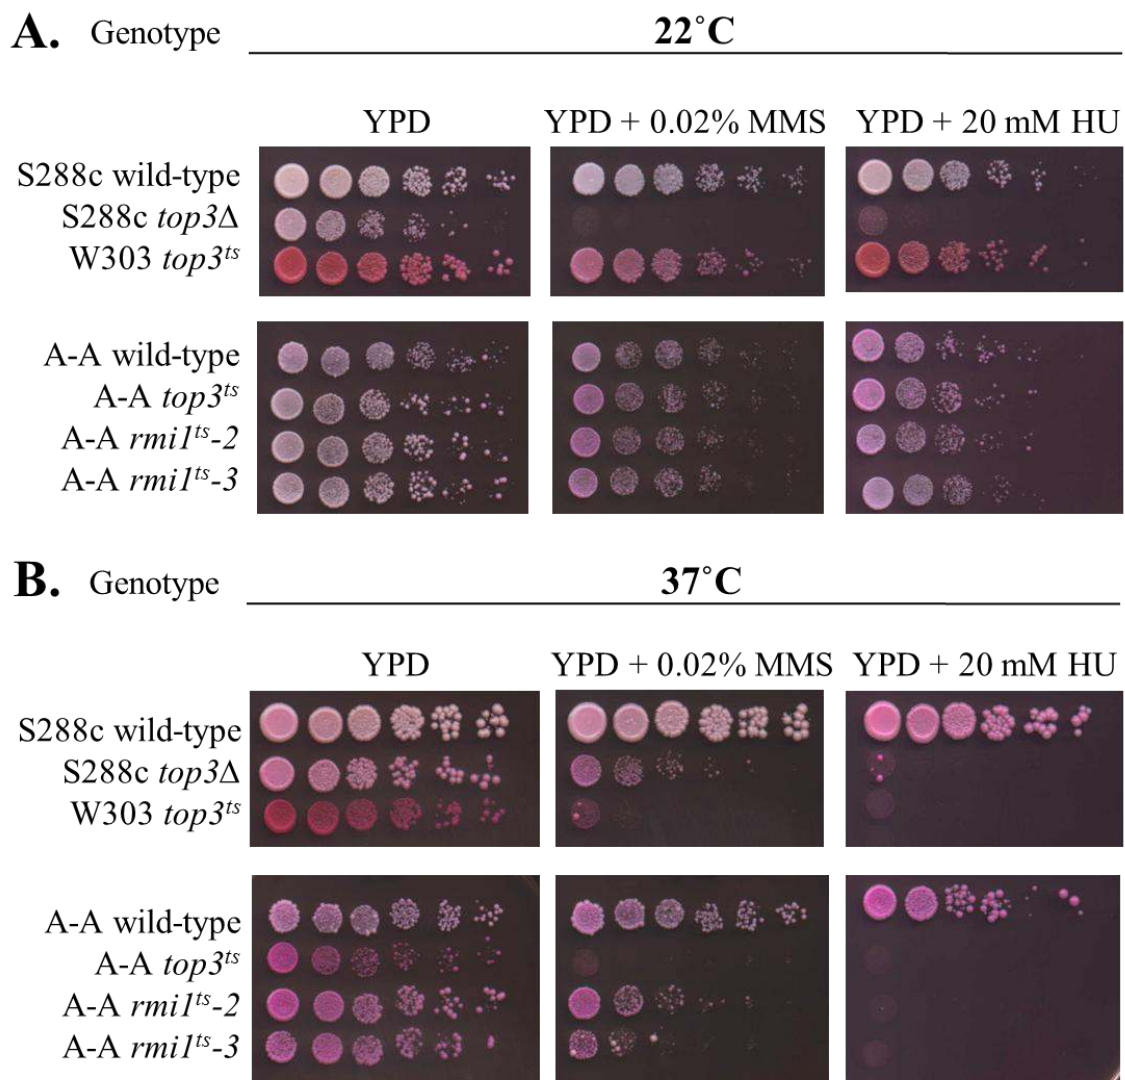 A. Genotype 22˚C
YPD YPD + 0.02% MMS YPD + 20 mM HU
S288c wild-type
S288c top3Δ
W303 top3ts
A-A wild-type
A-A top3ts
A-A rmi1ts-2
A-A rmi1ts-3
B. Genotype 37˚C
YPD YPD + 0.02% MMS YPD + 20 mM HU
S288c wild-type
S288c top3Δ
W303 top3ts
A-A wild-type
A-A top3ts
A-A rmi1ts-2
A-A rmi1ts-3